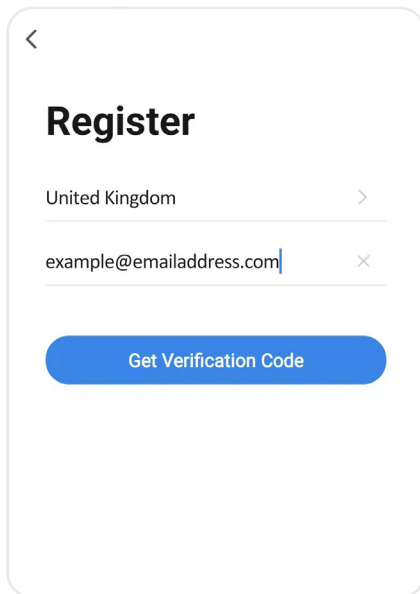 Register
United Kingdom
example@emailaddress.com
Get Verification Code